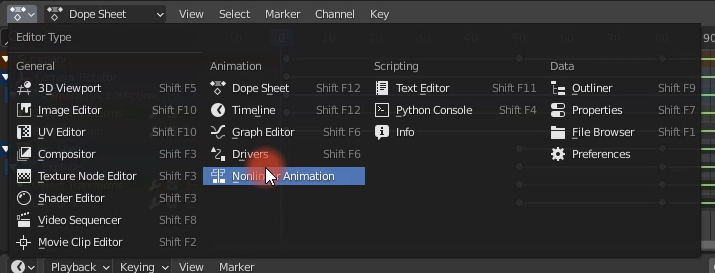 Dope Sheet View Select Marker Channel Key
Editor Type
General
3D Viewport Shift F5
Image Editor Shift F10
UV Editor Shift F10
Compositor Shift F3
Texture Node Editor Shift F3
Shader Editor Shift F3
Video Sequencer Shift F8
Movie Clip Editor Shift F2
Animation
Dope Sheet Shift F12
Timeline Shift F12
Graph Editor Shift F6
Drivers Shift F6
Nonlinear Animation
Scripting
Text Editor Shift F11
Python Console Shift F4
Info
Data
Outliner Shift F9
Properties Shift F7
File Browser Shift F1
Preferences
90
Playback Keying View Marker